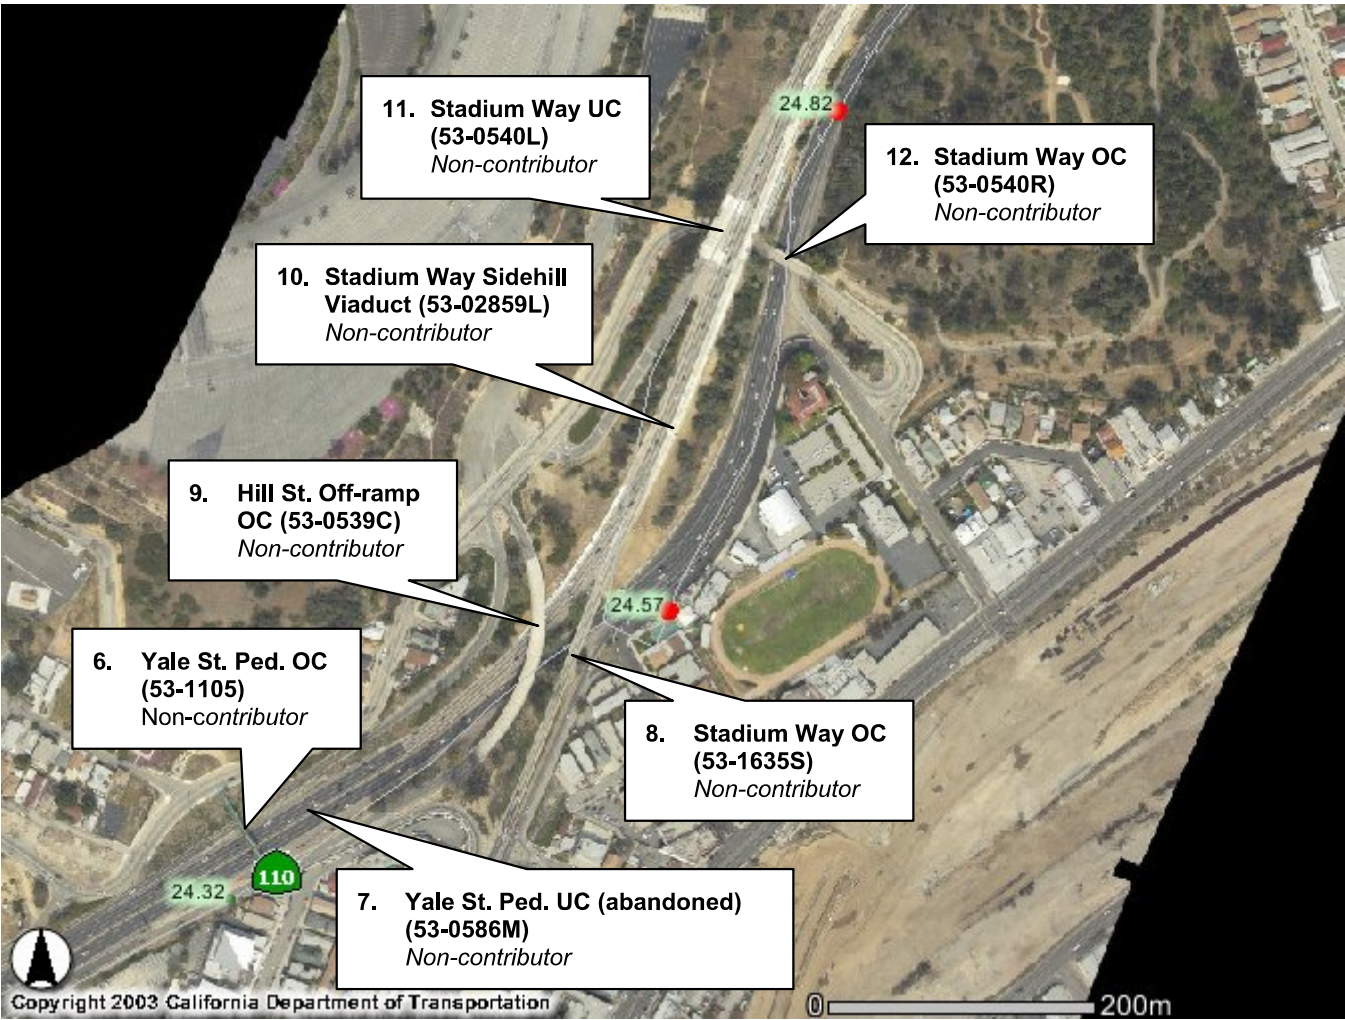 24.82
11. Stadium Way UC
(53-0540L)
Non-contributor
12. Stadium Way OC
(53-0540R)
Non-contributor
10. Stadium Way Sidehill
Viaduct (53-02859L)
Non-contributor
9. Hill St. Off-ramp
OC (53-0539C)
Non-contributor
24.57
6. Yale St. Ped. OC
(53-1105)
Non-contributor
8. Stadium Way OC
(53-1635S)
Non-contributor
110
24.32
7. Yale St. Ped. UC (abandoned)
(53-0586M)
Non-contributor
Copyright 2003 California Department of Transportation
0 200m